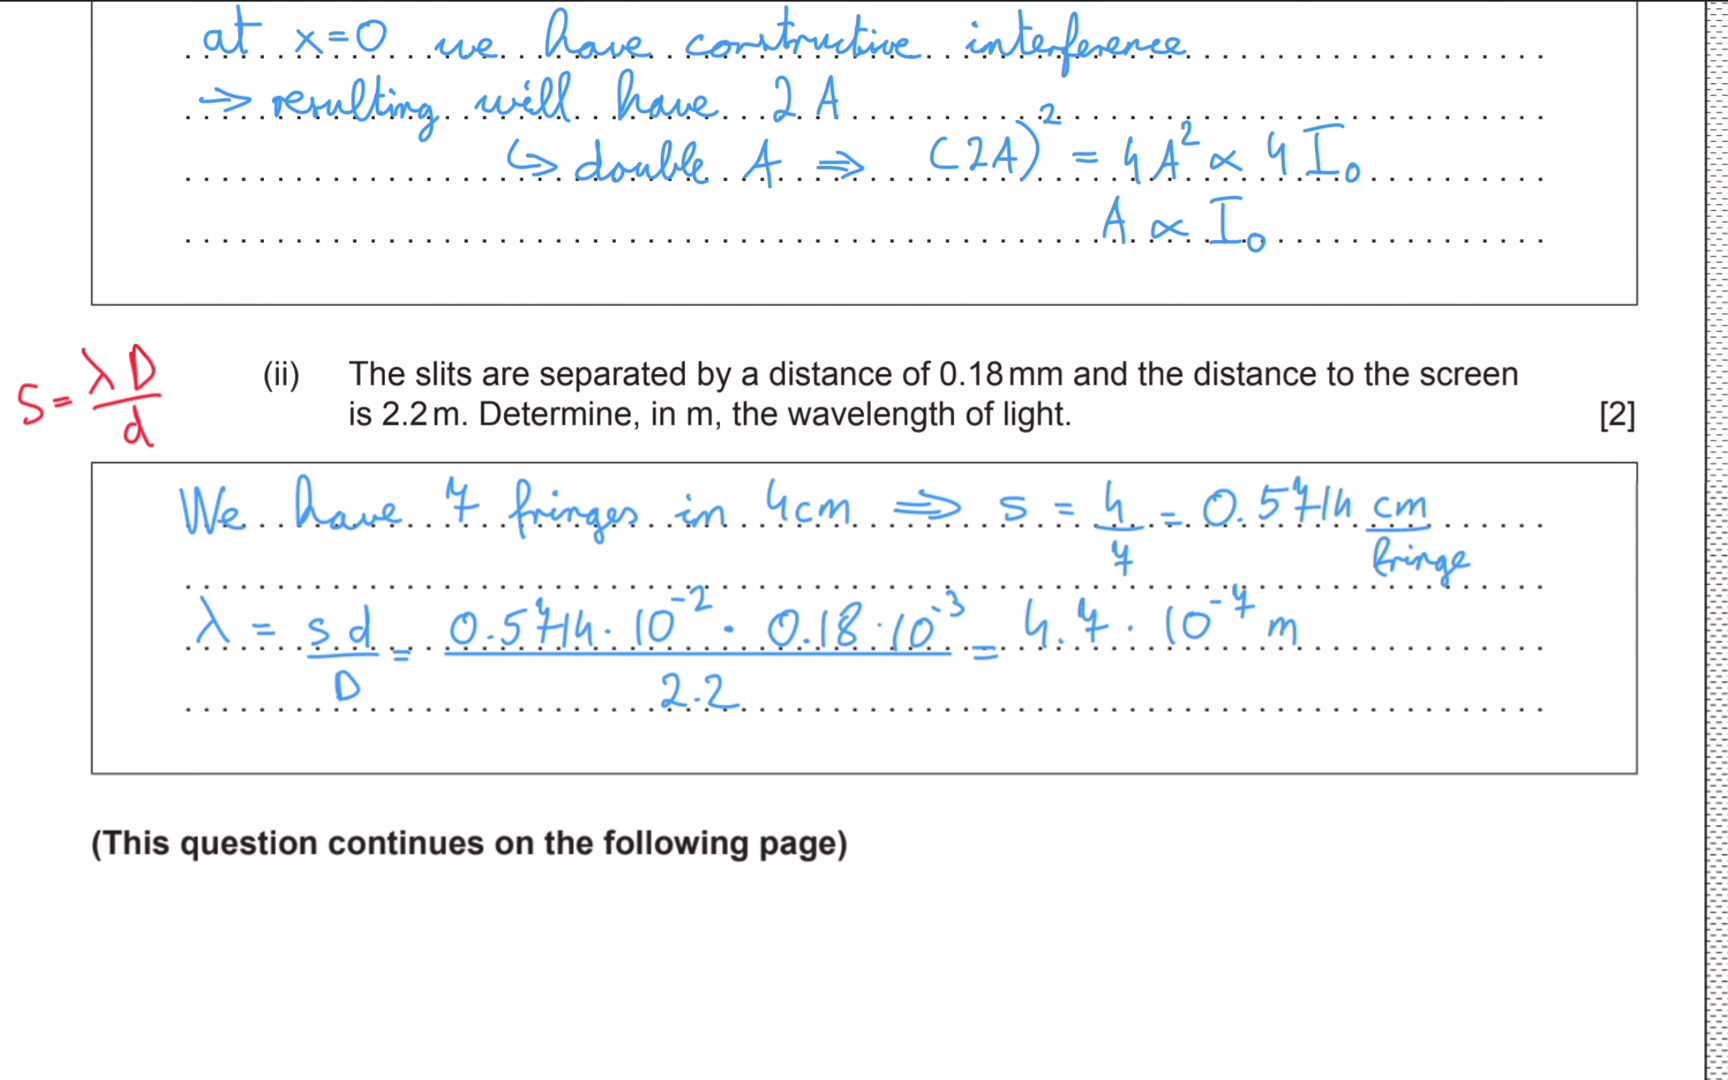 at x=0 we have constructive interference
⇒ resulting will have 2A
↳ double A ⇒ (2A)² = 4A² ∝ 4I₀
A ∝ I₀
S = λD/d
(ii) The slits are separated by a distance of 0.18 mm and the distance to the screen
is 2.2 m. Determine, in m, the wavelength of light. [2]
We have 7 fringes in 4cm ⇒ s = 4/7 = 0.5714 cm/fringe
λ = sd/D = (0.5714 · 10⁻² · 0.18 · 10⁻³)/2.2 = 4.7 · 10⁻⁷ m
(This question continues on the following page)